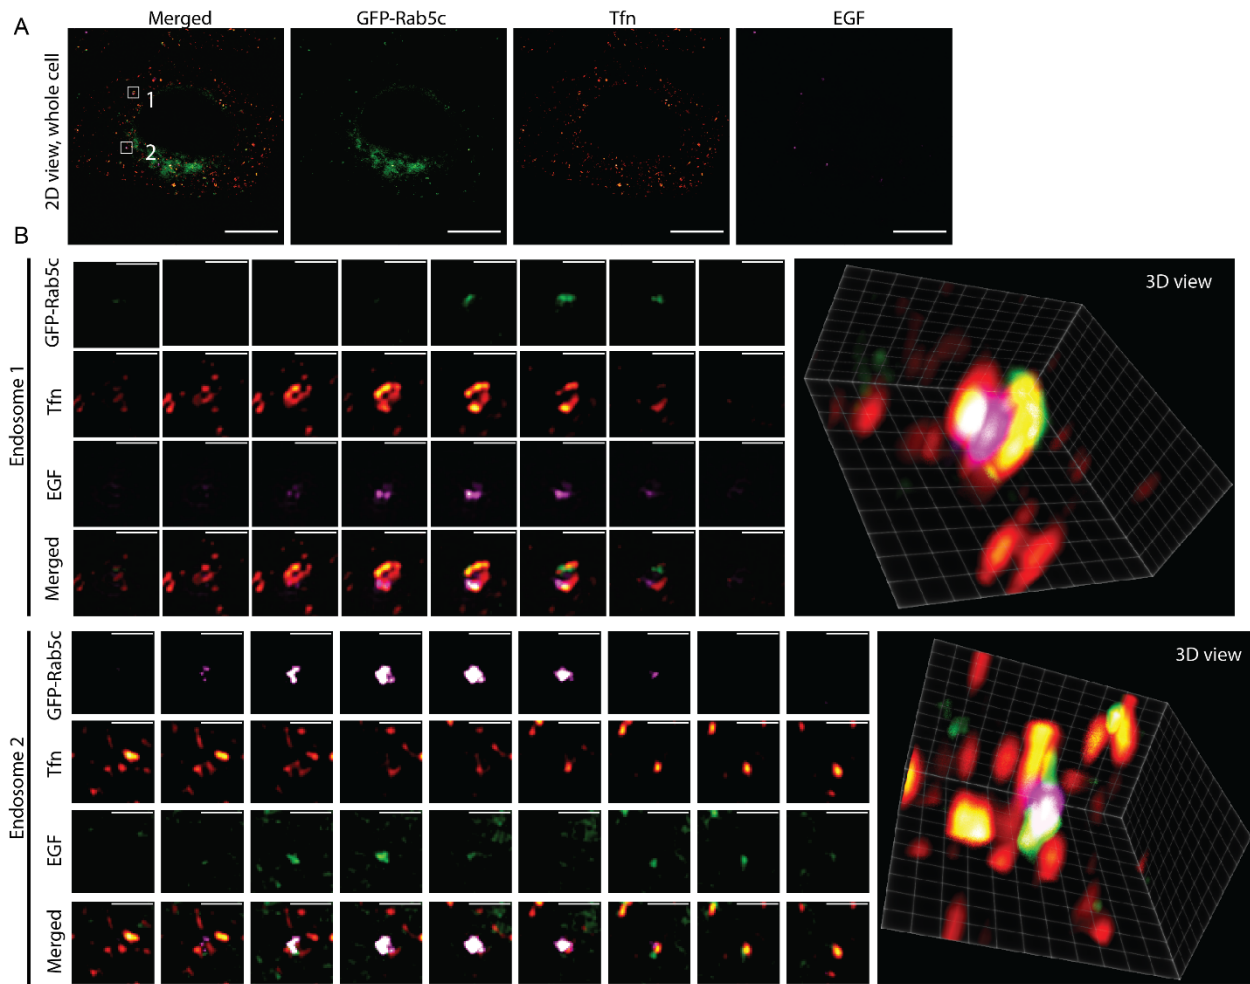 A
Merged
GFP-Rab5c
Tfn
EGF
2D view, whole cell
1
2
B
Endosome 1
GFP-Rab5c
Tfn
EGF
Merged
3D view
Endosome 2
GFP-Rab5c
Tfn
EGF
Merged
3D view